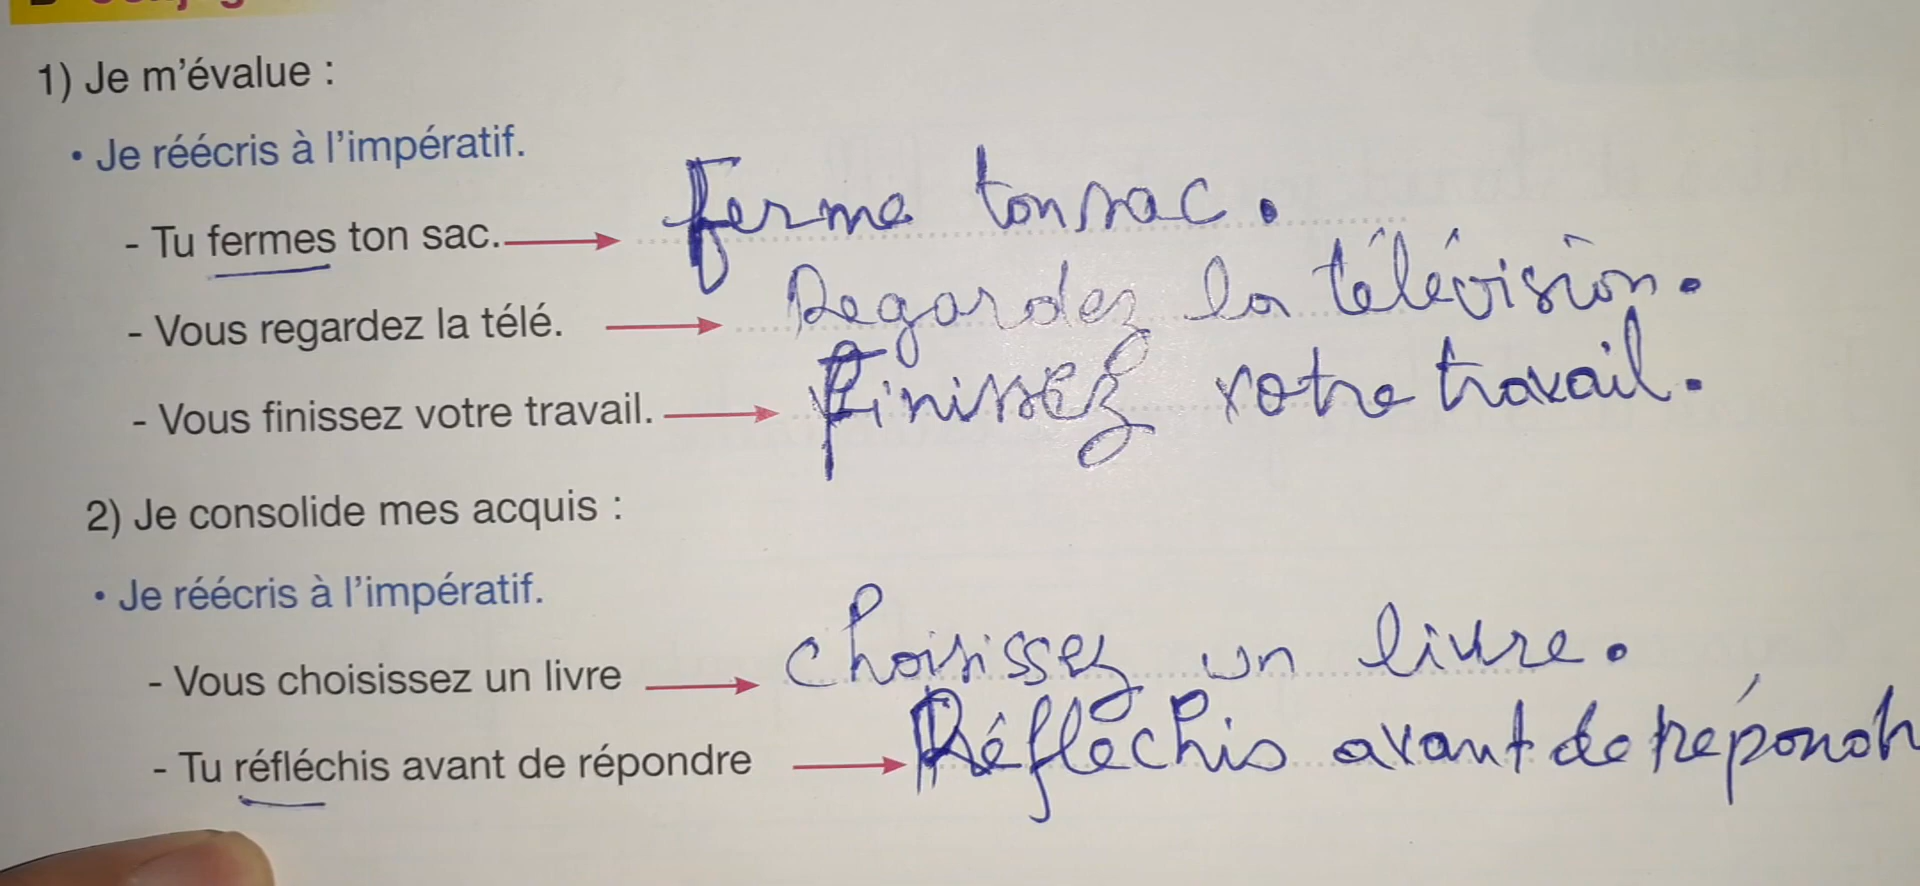 1) Je m'évalue :
• Je réécris à l'impératif.
- Tu fermes ton sac. ferme ton sac.
- Vous regardez la télé. Regardez la télévision.
- Vous finissez votre travail. finissez votre travail.
2) Je consolide mes acquis :
• Je réécris à l'impératif.
- Vous choisissez un livre choisissez un livre.
- Tu réfléchis avant de répondre Réfléchis avant de